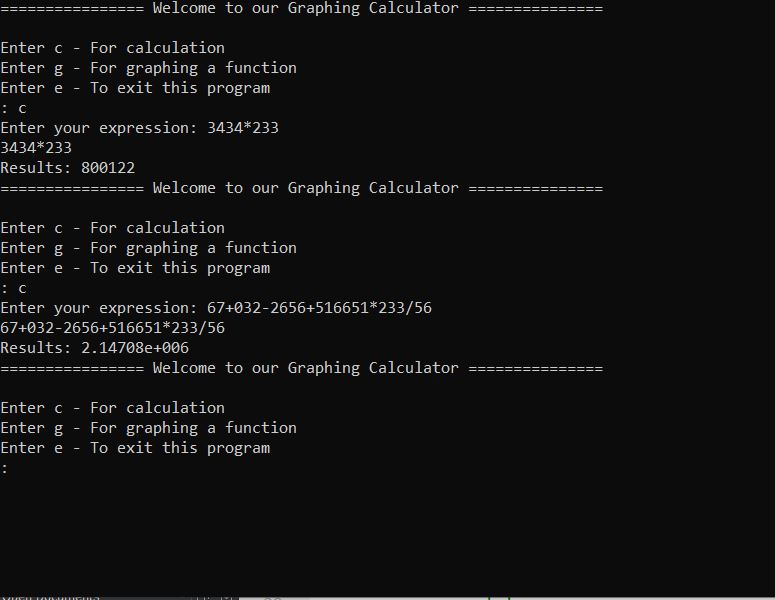 ================ Welcome to our Graphing Calculator ===============
Enter c - For calculation
Enter g - For graphing a function
Enter e - To exit this program
: c
Enter your expression: 3434*233
3434*233
Results: 800122
================ Welcome to our Graphing Calculator ===============
Enter c - For calculation
Enter g - For graphing a function
Enter e - To exit this program
: c
Enter your expression: 67+032-2656+516651*233/56
67+032-2656+516651*233/56
Results: 2.14708e+006
================ Welcome to our Graphing Calculator ===============
Enter c - For calculation
Enter g - For graphing a function
Enter e - To exit this program
: